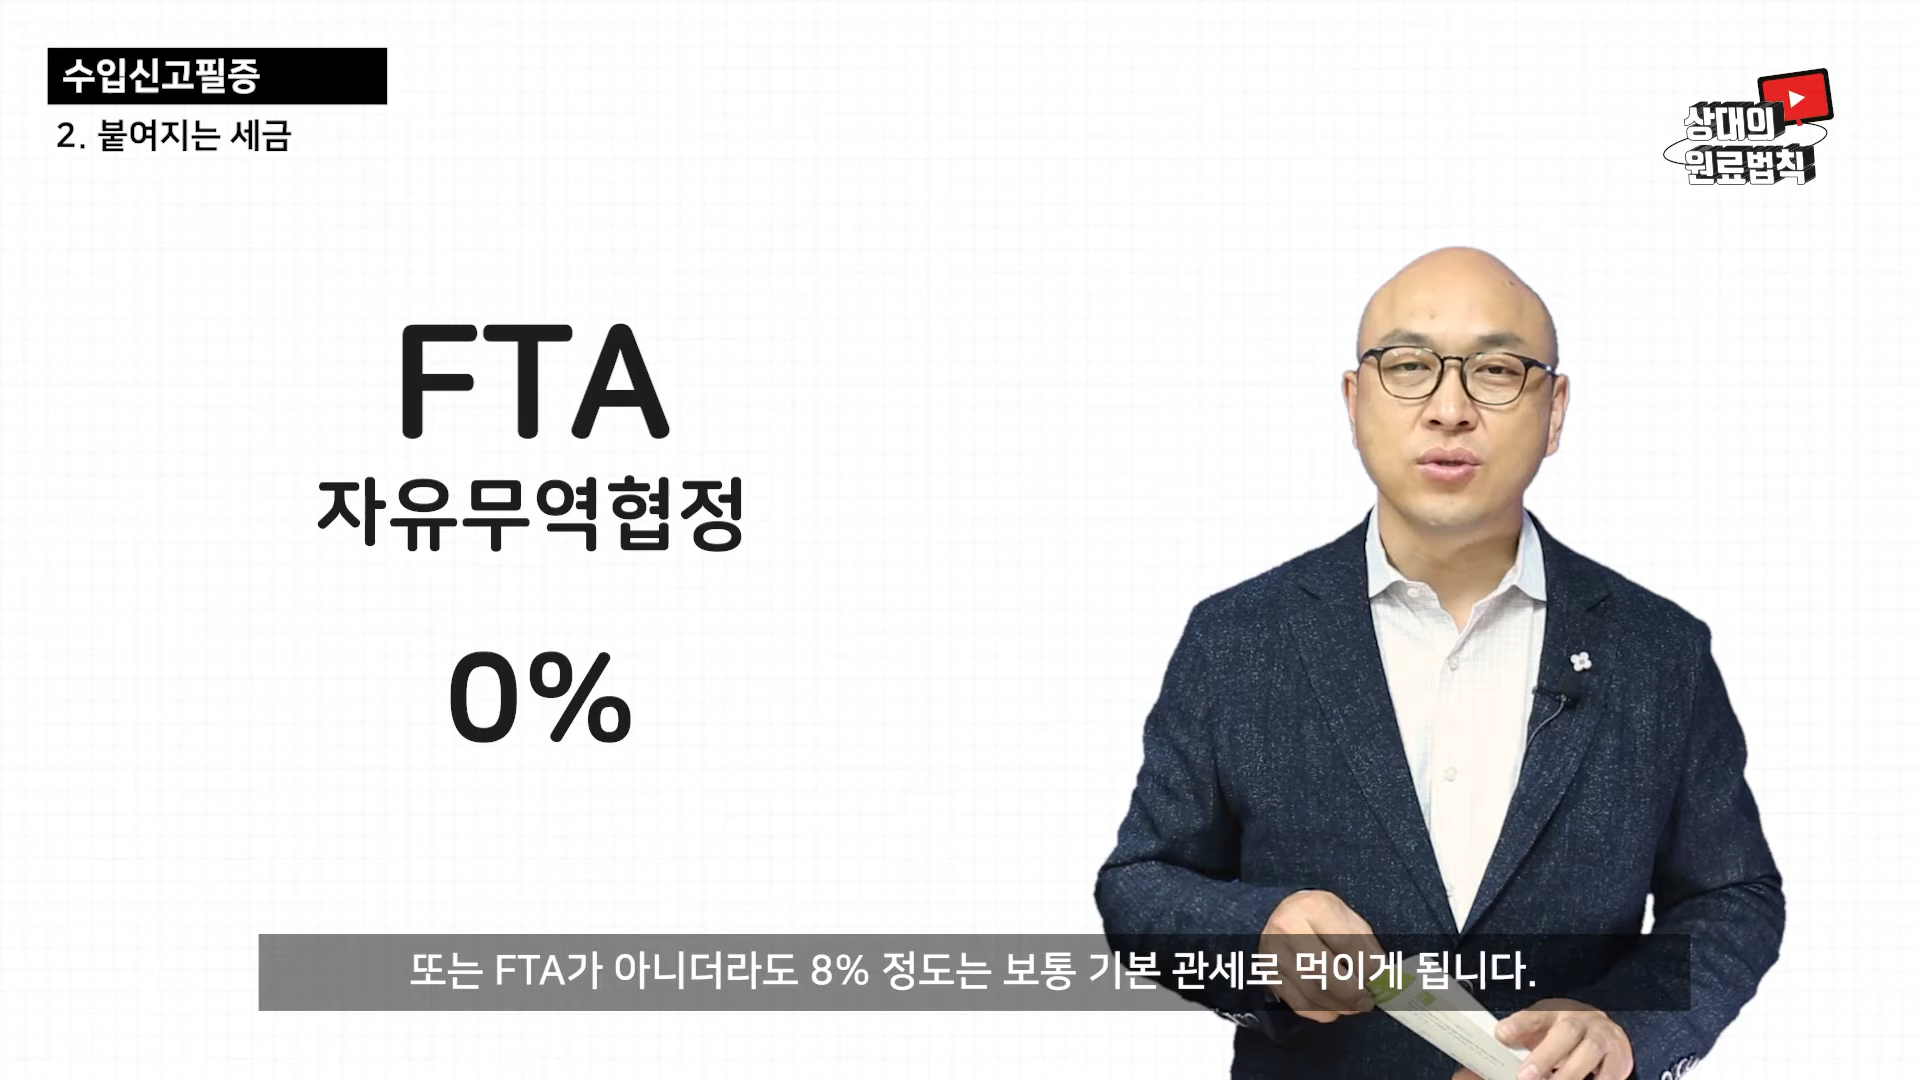 수입신고필증
2. 붙여지는 세금
상대의
원료법칙
FTA
자유무역협정
0%
또는 FTA가 아니더라도 8% 정도는 보통 기본 관세로 먹이게 됩니다.